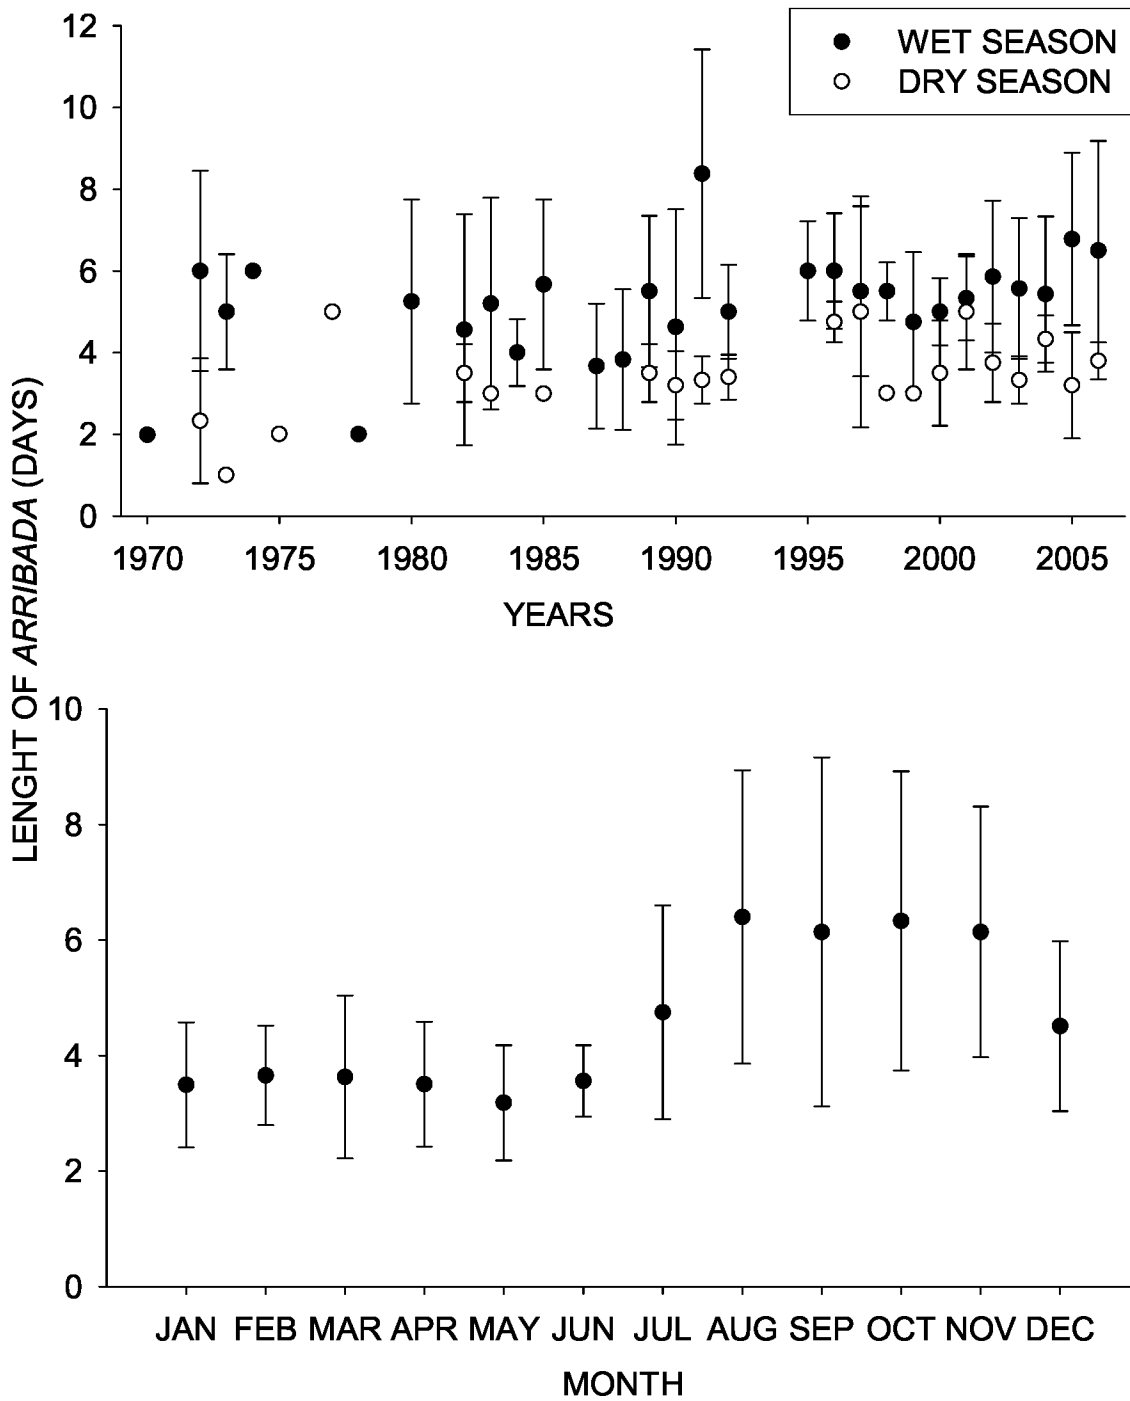 WET SEASON
DRY SEASON
12
10
8
6
4
2
0
1970 1975 1980 1985 1990 1995 2000 2005
YEARS
LENGHT OF ARRIBADA (DAYS)
10
8
6
4
2
0
JAN FEB MAR APR MAY JUN JUL AUG SEP OCT NOV DEC
MONTH